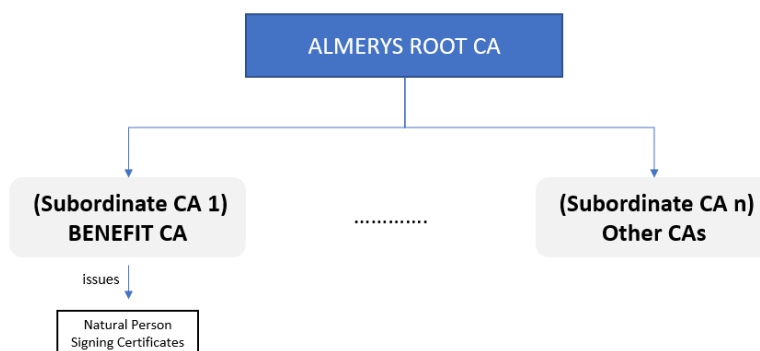 ALMERYS ROOT CA
(Subordinate CA 1)
BENEFIT CA
………….
(Subordinate CA n)
Other CAs
issues
Natural Person
Signing Certificates